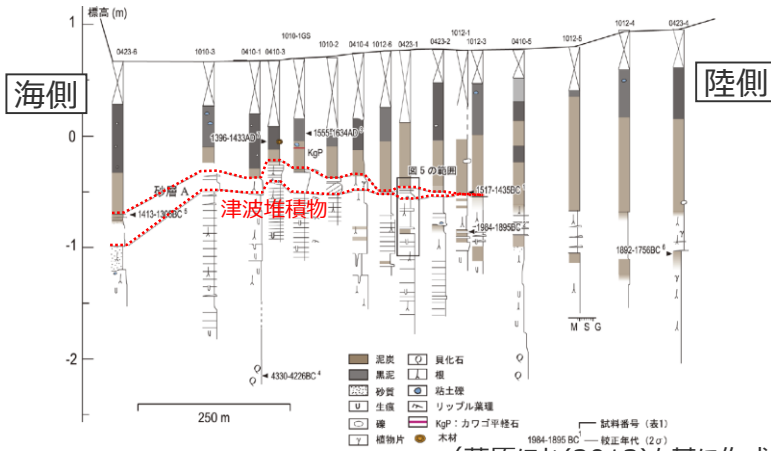 標高 (m)
1
0
-1
-2
海側
陸側
0423-6
1010-3
0410-1
0410-3
1010-1GS
1010-2
0410-4
1012-6
0423-1
0423-2
1012-1
1012-3
0410-5
1012-5
1012-4
0423-4
1396-1433AD
1555-1634AD
KgP
図5の範囲
砂層 A
1413-1306BC
津波堆積物
1517-1435BC
1984-1895BC
1892-1756BC
4330-4226BC
M S G
250 m
泥炭
黒泥
砂質
生痕
礫
植物片
貝化石
根
粘土礫
リップル葉理
KgP:カワゴ平軽石
木材
試料番号(表1)
1984-1895 BC 較正年代(2σ)